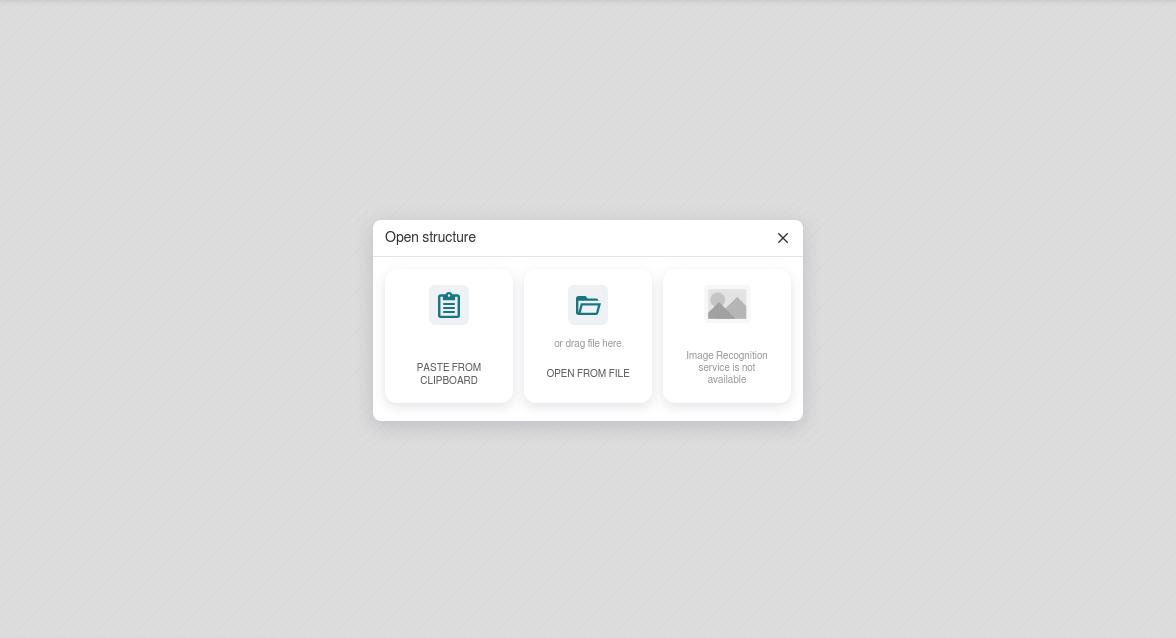 Open structure
PASTE FROM
CLIPBOARD
or drag file here
OPEN FROM FILE
Image Recognition
service is not
available